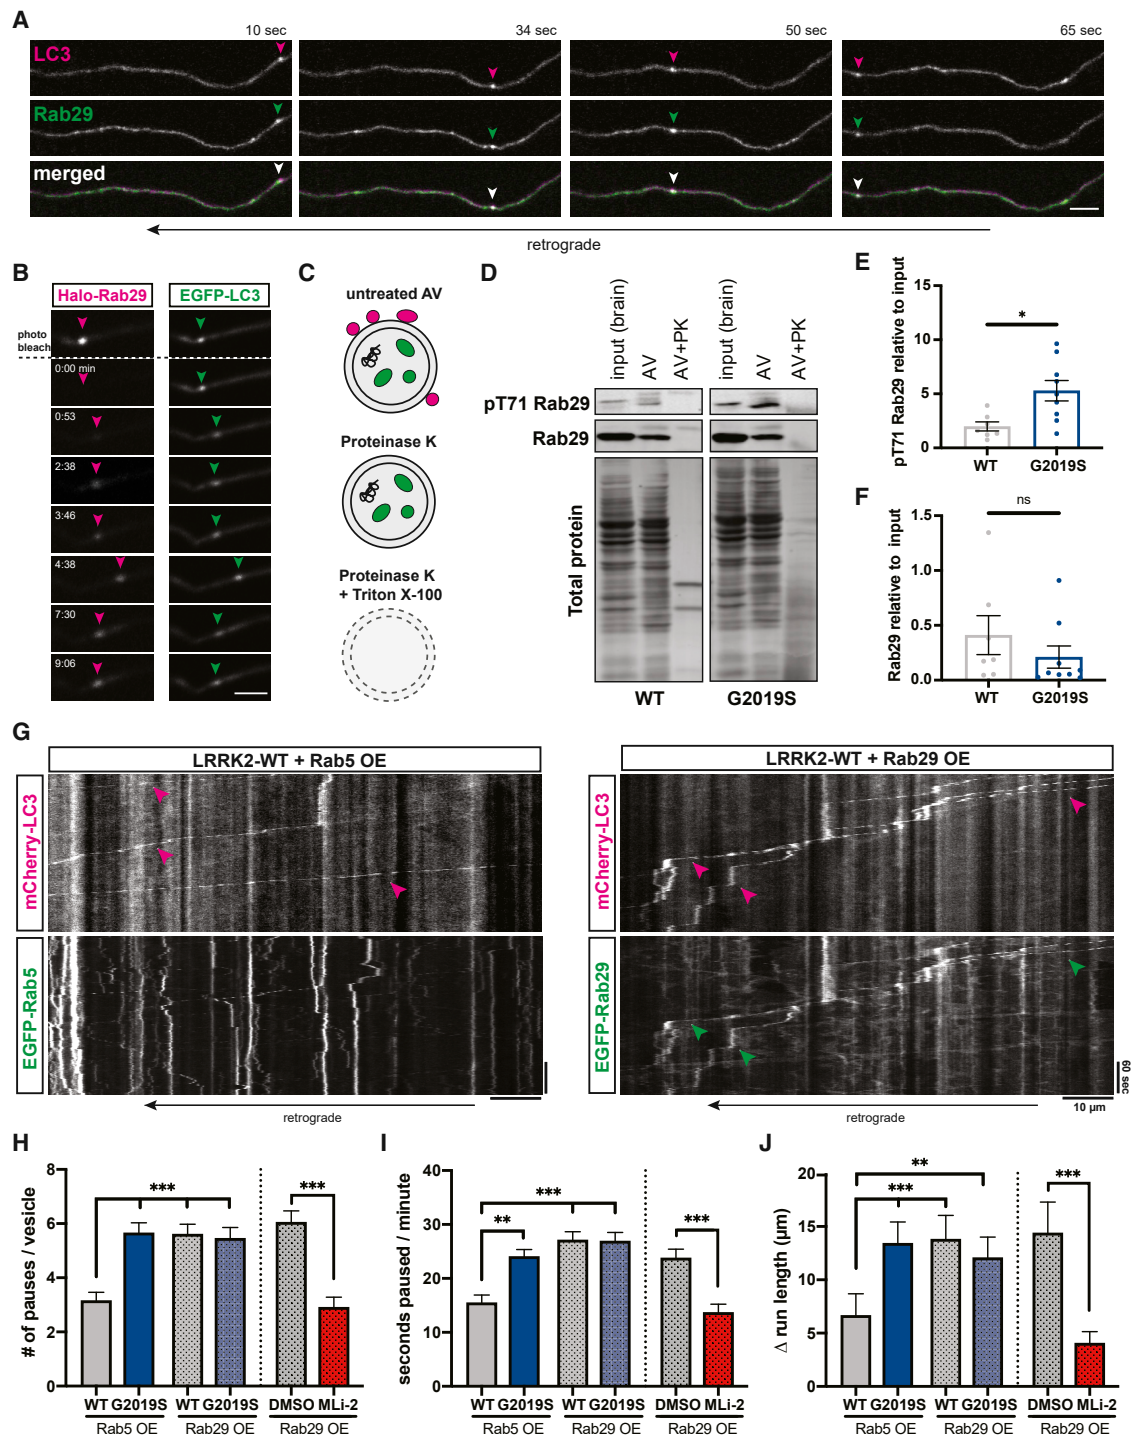 A
10 sec
34 sec
50 sec
65 sec
LC3
Rab29
merged
retrograde
B
Halo-Rab29
EGFP-LC3
photo
bleach
0:00 min
0:53
2:38
3:46
4:38
7:30
9:06
C
untreated AV
Proteinase K
Proteinase K
+ Triton X-100
D
input (brain)
AV
AV+PK
input (brain)
AV
AV+PK
pT71 Rab29
Rab29
Total protein
WT
G2019S
E
pT71 Rab29 relative to input
15
10
5
0
*
WT
G2019S
F
Rab29 relative to input
1.5
1.0
0.5
0.0
ns
WT
G2019S
G
LRRK2-WT + Rab5 OE
mCherry-LC3
EGFP-Rab5
retrograde
LRRK2-WT + Rab29 OE
mCherry-LC3
EGFP-Rab29
60 sec
retrograde
10 µm
H
# of pauses / vesicle
8
6
4
2
0
***
***
WT G2019S WT G2019S DMSO MLi-2
Rab5 OE Rab29 OE Rab29 OE
I
seconds paused / minute
40
30
20
10
0
***
**
***
WT G2019S WT G2019S DMSO MLi-2
Rab5 OE Rab29 OE Rab29 OE
J
Δ run length (µm)
20
15
10
5
0
**
***
***
WT G2019S WT G2019S DMSO MLi-2
Rab5 OE Rab29 OE Rab29 OE